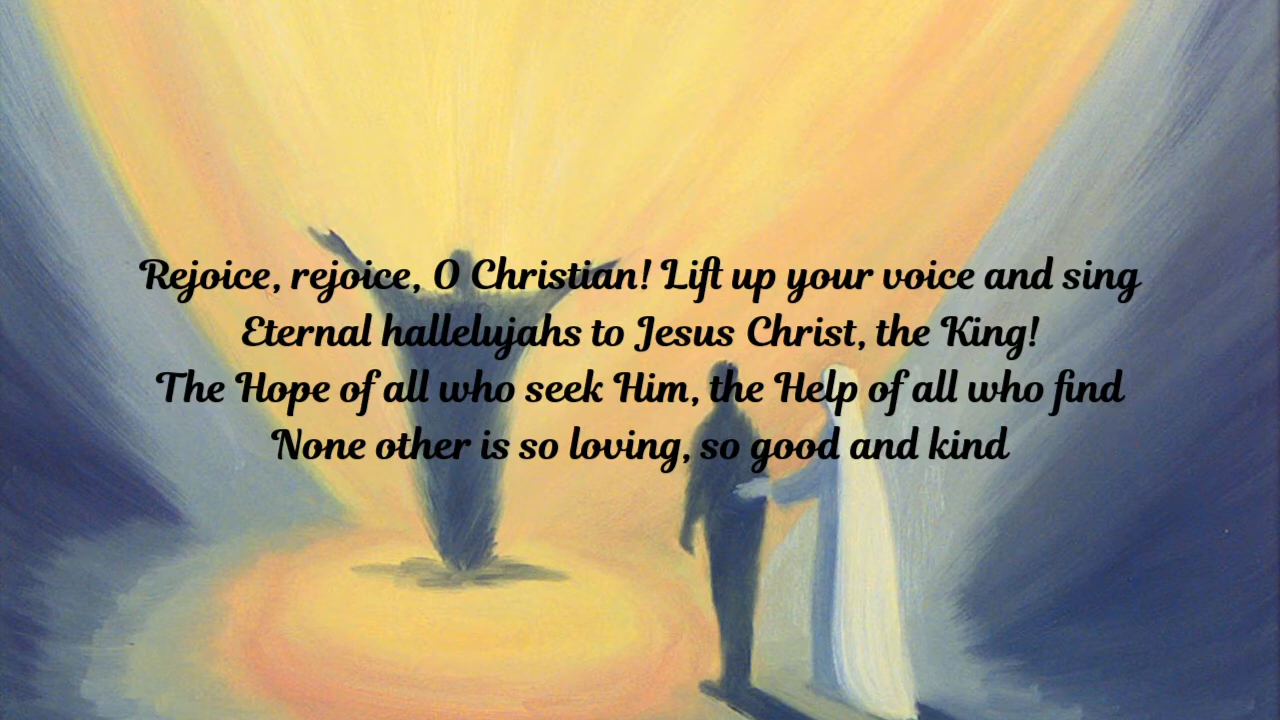 Rejoice, rejoice, O Christian! Lift up your voice and sing
Eternal hallelujahs to Jesus Christ, the King!
The Hope of all who seek Him, the Help of all who find
None other is so loving, so good and kind